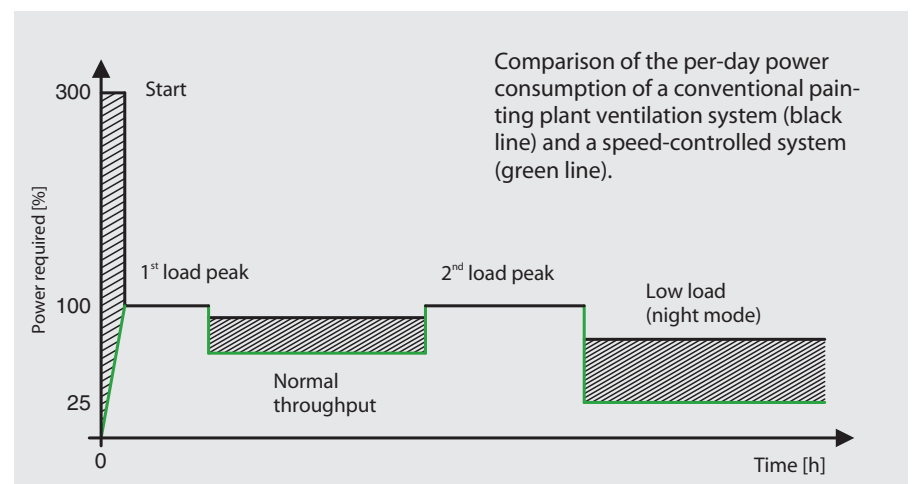 Comparison of the per-day power
consumption of a conventional pain-
ting plant ventilation system (black
line) and a speed-controlled system
(green line).
300
Start
Power required [%]
1st load peak
2nd load peak
100
Low load
(night mode)
Normal
throughput
25
0
Time [h]